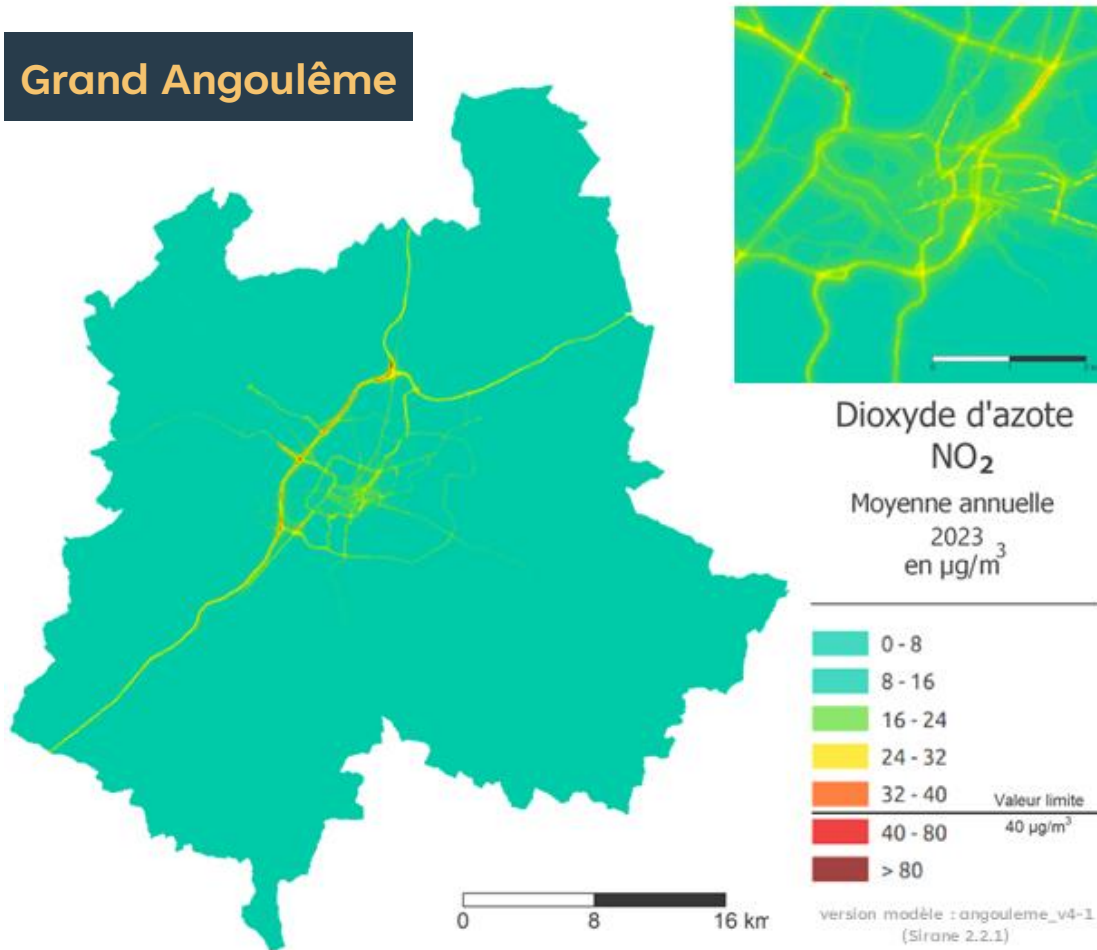 Grand Angoulême
Dioxyde d'azote
NO₂
Moyenne annuelle
2023
en µg/m³
0 - 8
8 - 16
16 - 24
24 - 32
32 - 40
Valeur limite
40 µg/m³
40 - 80
> 80
0 8 16 km
version modèle : angouleme_v4-1
(Sirane 2.2.1)